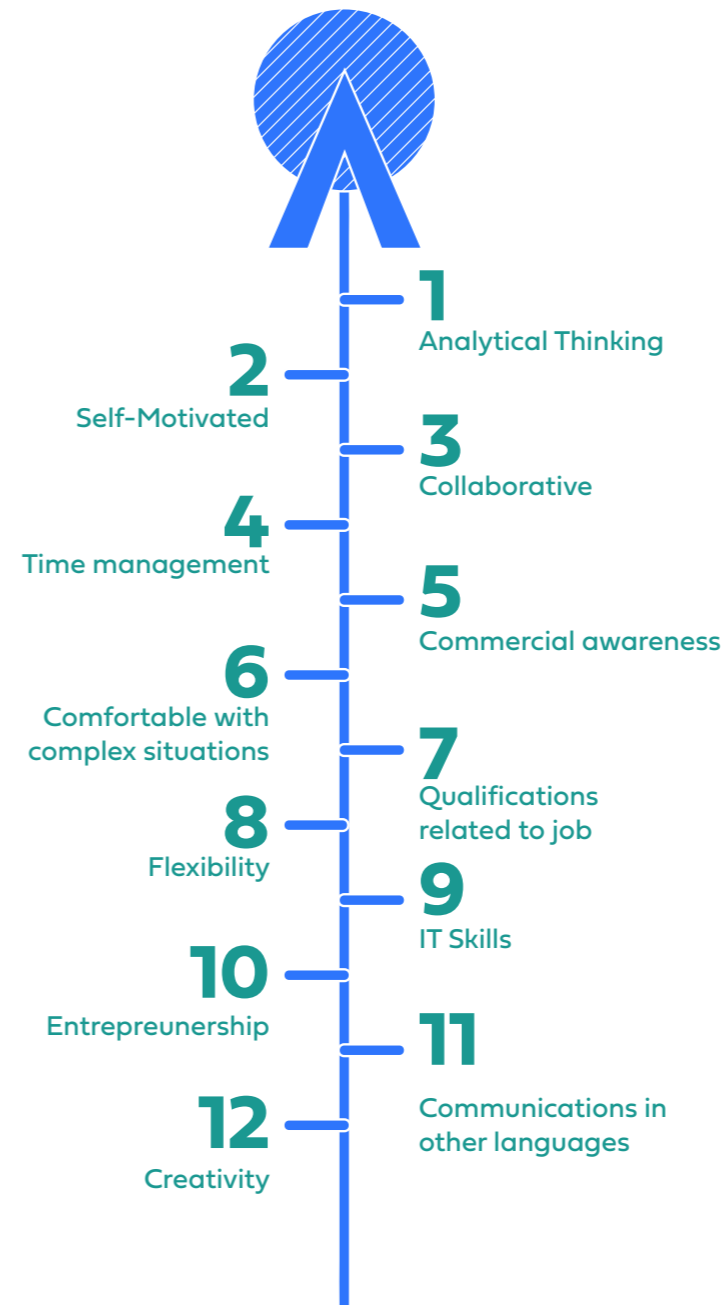 1
Analytical Thinking
2
Self-Motivated
3
Collaborative
4
Time management
5
Commercial awareness
6
Comfortable with
complex situations
7
Qualifications
related to job
8
Flexibility
9
IT Skills
10
Entrepreunership
11
Communications in
other languages
12
Creativity